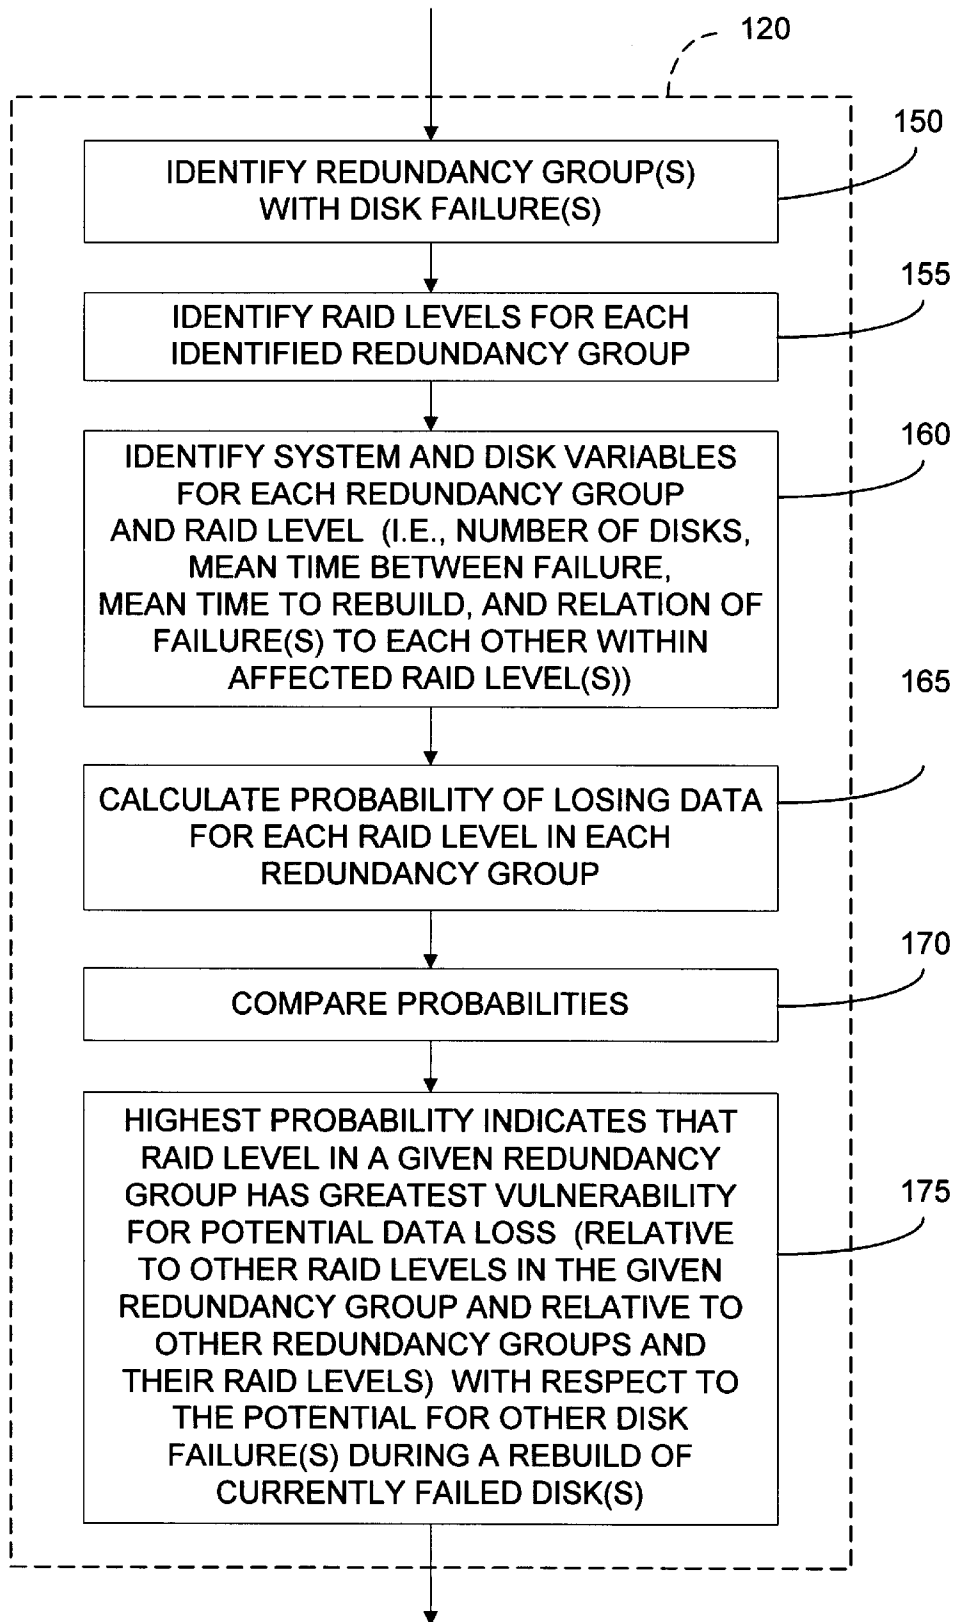 120
150
IDENTIFY REDUNDANCY GROUP(S)
WITH DISK FAILURE(S)
155
IDENTIFY RAID LEVELS FOR EACH
IDENTIFIED REDUNDANCY GROUP
160
IDENTIFY SYSTEM AND DISK VARIABLES
FOR EACH REDUNDANCY GROUP
AND RAID LEVEL (I.E., NUMBER OF DISKS,
MEAN TIME BETWEEN FAILURE,
MEAN TIME TO REBUILD, AND RELATION OF
FAILURE(S) TO EACH OTHER WITHIN
AFFECTED RAID LEVEL(S))
165
CALCULATE PROBABILITY OF LOSING DATA
FOR EACH RAID LEVEL IN EACH
REDUNDANCY GROUP
170
COMPARE PROBABILITIES
175
HIGHEST PROBABILITY INDICATES THAT
RAID LEVEL IN A GIVEN REDUNDANCY
GROUP HAS GREATEST VULNERABILITY
FOR POTENTIAL DATA LOSS (RELATIVE
TO OTHER RAID LEVELS IN THE GIVEN
REDUNDANCY GROUP AND RELATIVE TO
OTHER REDUNDANCY GROUPS AND
THEIR RAID LEVELS) WITH RESPECT TO
THE POTENTIAL FOR OTHER DISK
FAILURE(S) DURING A REBUILD OF
CURRENTLY FAILED DISK(S)